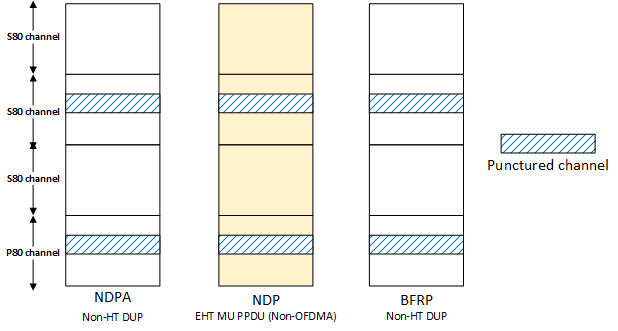 S80 channel
S80 channel
S80 channel
P80 channel
Punctured channel
NDPA
Non-HT DUP
NDP
EHT MU PPDU (Non-OFDMA)
BFRP
Non-HT DUP